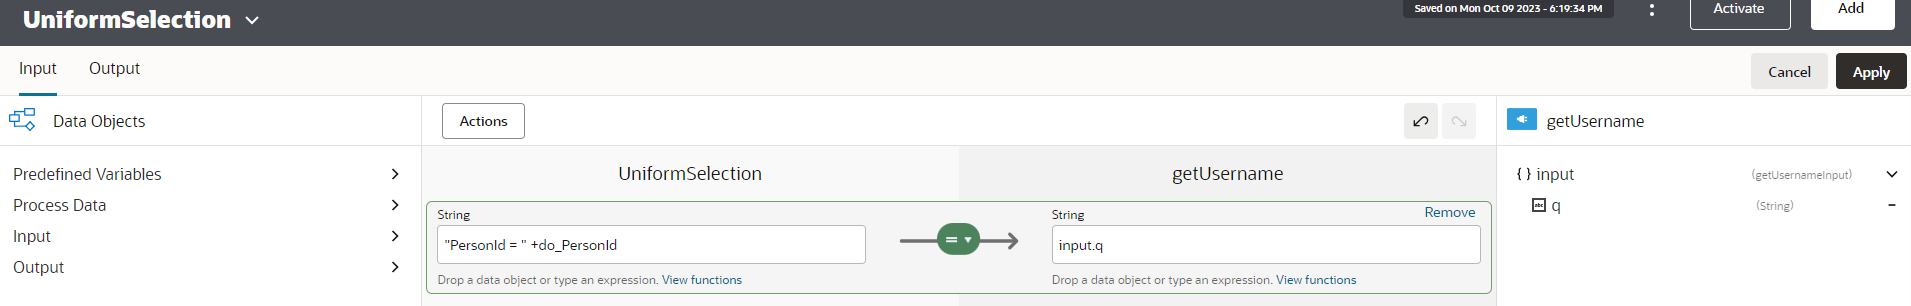 UniformSelection
Saved on Mon Oct 09 2023 - 6:19:34 PM
Activate
Add
Input
Output
Cancel
Apply
Data Objects
Actions
getUsername
Predefined Variables
Process Data
Input
Output
UniformSelection
getUsername
String
"PersonId = " +do_PersonId
Drop a data object or type an expression. View functions
=
String
Remove
input.q
Drop a data object or type an expression. View functions
{ } input
(getUsernameInput)
abc
q
(String)